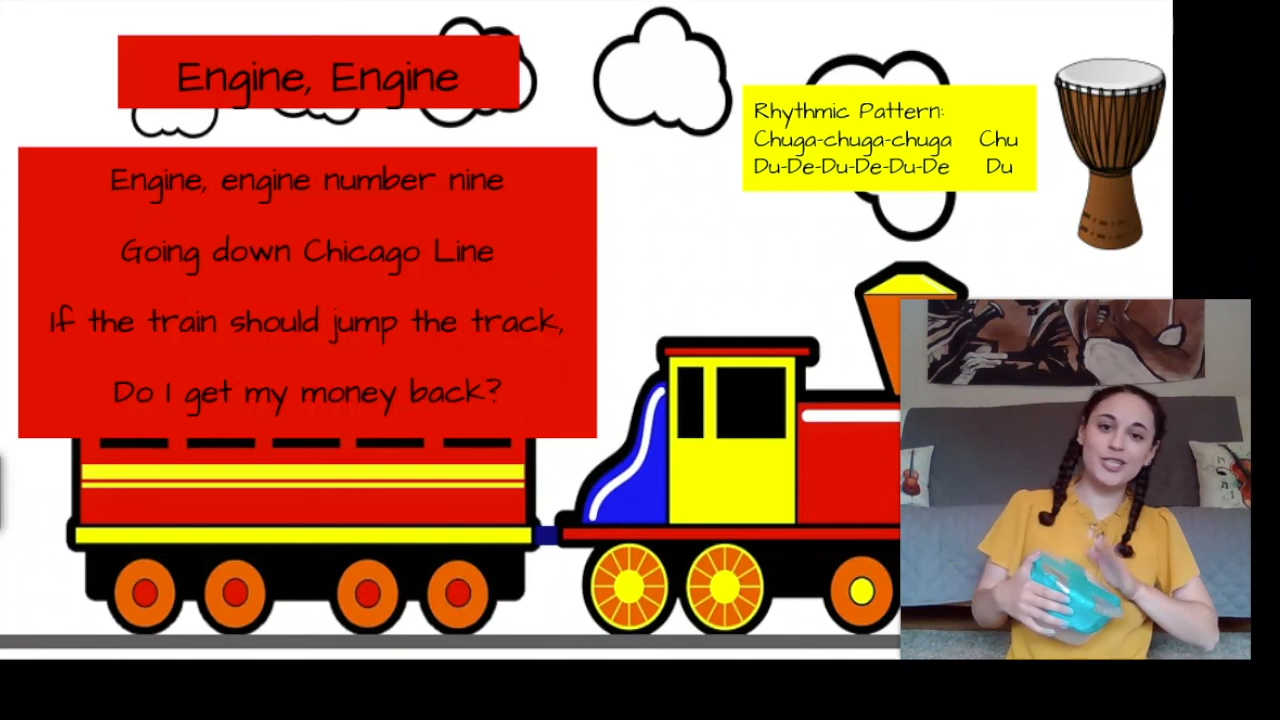 Engine, Engine
Engine, engine number nine
Going down Chicago Line
If the train should jump the track,
Do I get my money back?
Rhythmic Pattern:
Chuga-chuga-chuga Chu
Du-De-Du-De-Du-De Du